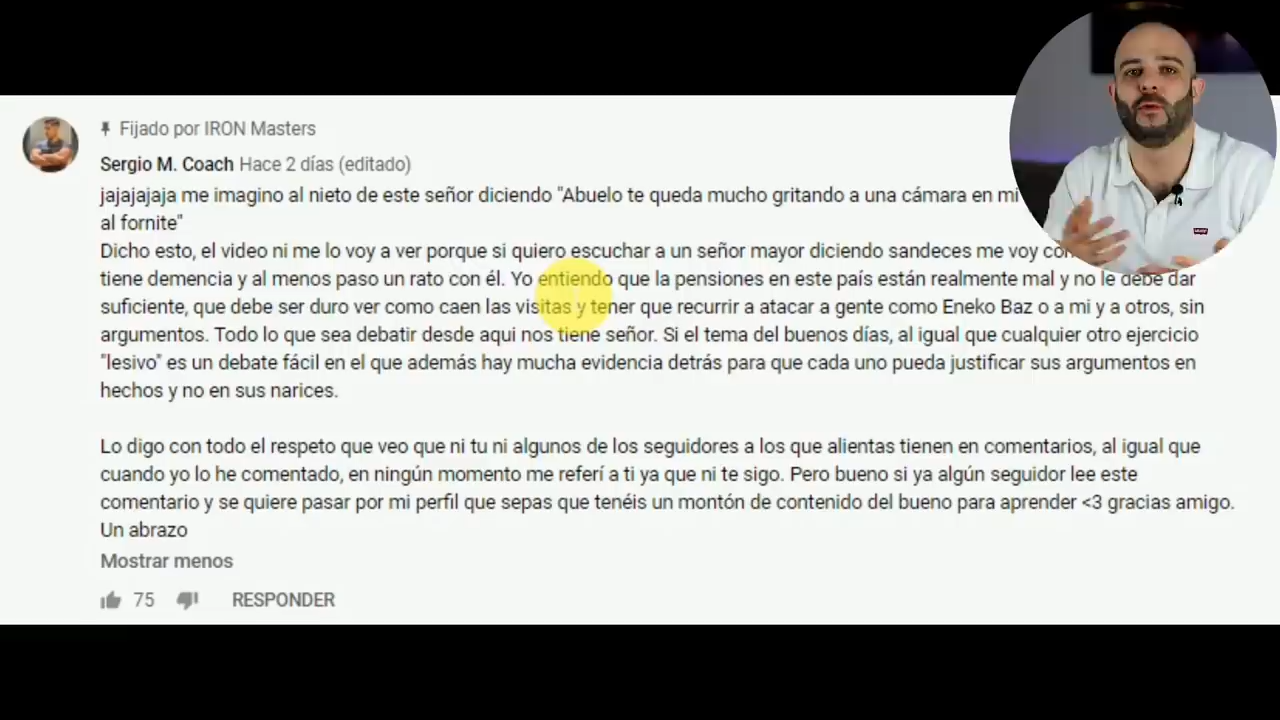 Fijado por IRON Masters
Sergio M. Coach Hace 2 días (editado)
jajajajaja me imagino al nieto de este señor diciendo "Abuelo te queda mucho gritando a una cámara en mi
al fornite"
Dicho esto, el video ni me lo voy a ver porque si quiero escuchar a un señor mayor diciendo sandeces me voy
tiene demencia y al menos paso un rato con él. Yo entiendo que la pensiones en este país están realmente mal y no le debe dar
suficiente, que debe ser duro ver como caen las visitas y tener que recurrir a atacar a gente como Eneko Baz o a mi y a otros, sin
argumentos. Todo lo que sea debatir desde aqui nos tiene señor. Si el tema del buenos días, al igual que cualquier otro ejercicio
"lesivo" es un debate fácil en el que además hay mucha evidencia detrás para que cada uno pueda justificar sus argumentos en
hechos y no en sus narices.
Lo digo con todo el respeto que veo que ni tu ni algunos de los seguidores a los que alientas tienen en comentarios, al igual que
cuando yo lo he comentado, en ningún momento me referí a ti ya que ni te sigo. Pero bueno si ya algún seguidor lee este
comentario y se quiere pasar por mi perfil que sepas que tenéis un montón de contenido del bueno para aprender <3 gracias amigo.
Un abrazo
Mostrar menos
75 RESPONDER